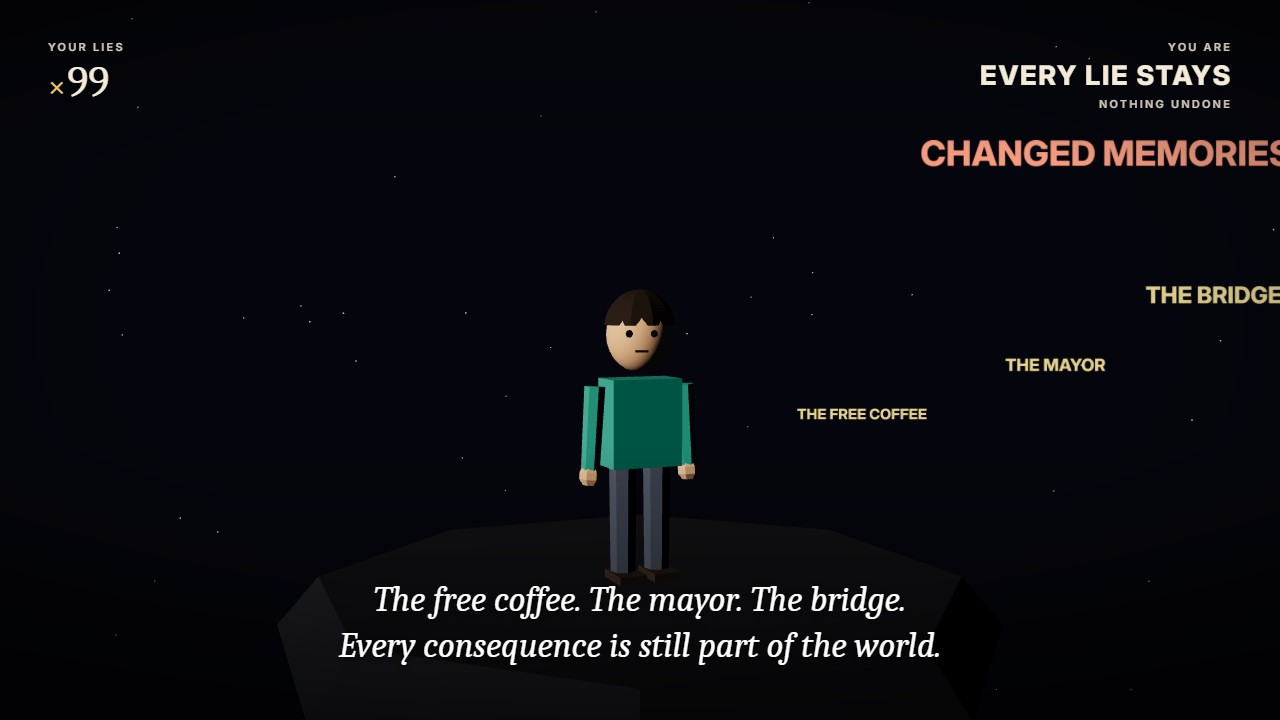 YOUR LIES
×99
YOU ARE
EVERY LIE STAYS
NOTHING UNDONE
CHANGED MEMORIES
THE BRIDGE
THE MAYOR
THE FREE COFFEE
The free coffee. The mayor. The bridge.
Every consequence is still part of the world.